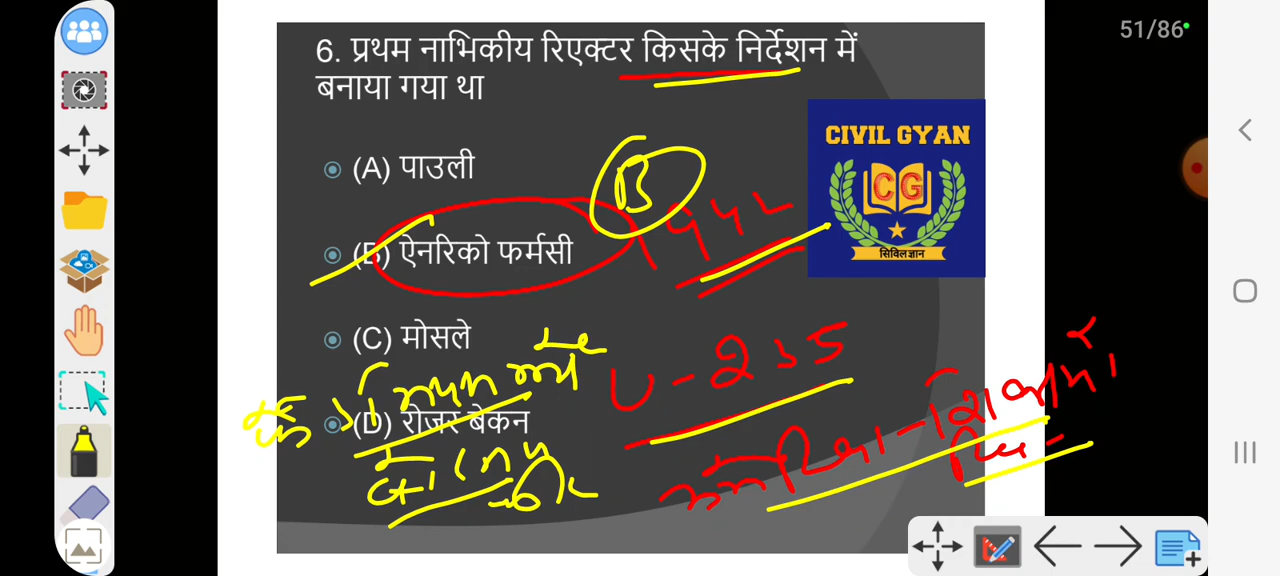 51/86
6. प्रथम नाभिकीय रिएक्टर किसके निर्देशन में
बनाया गया था
CIVIL GYAN
CG
सिविल ज्ञान
(A) पाउली
B
(B) ऐनरिको फर्मसी
1942
(C) मोसले
U-235
(D) रोजर बेकन